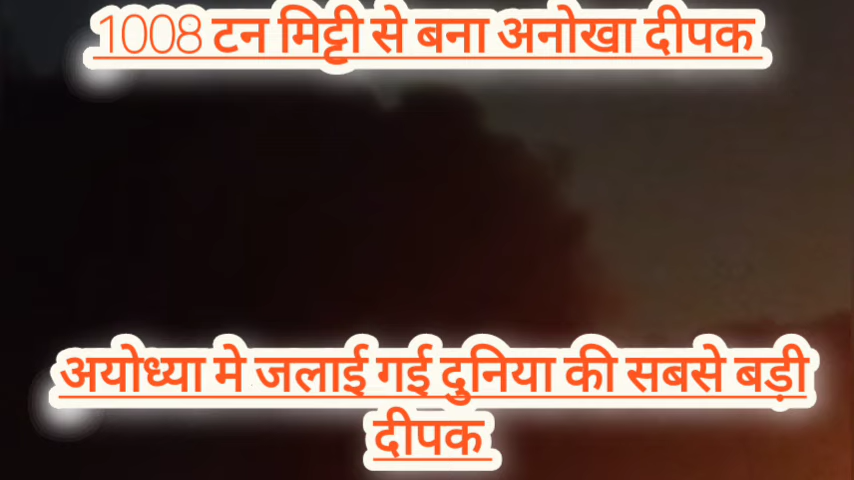 1008 टन मिट्टी से बना अनोखा दीपक
अयोध्या मे जलाई गई दुनिया की सबसे बड़ी
दीपक